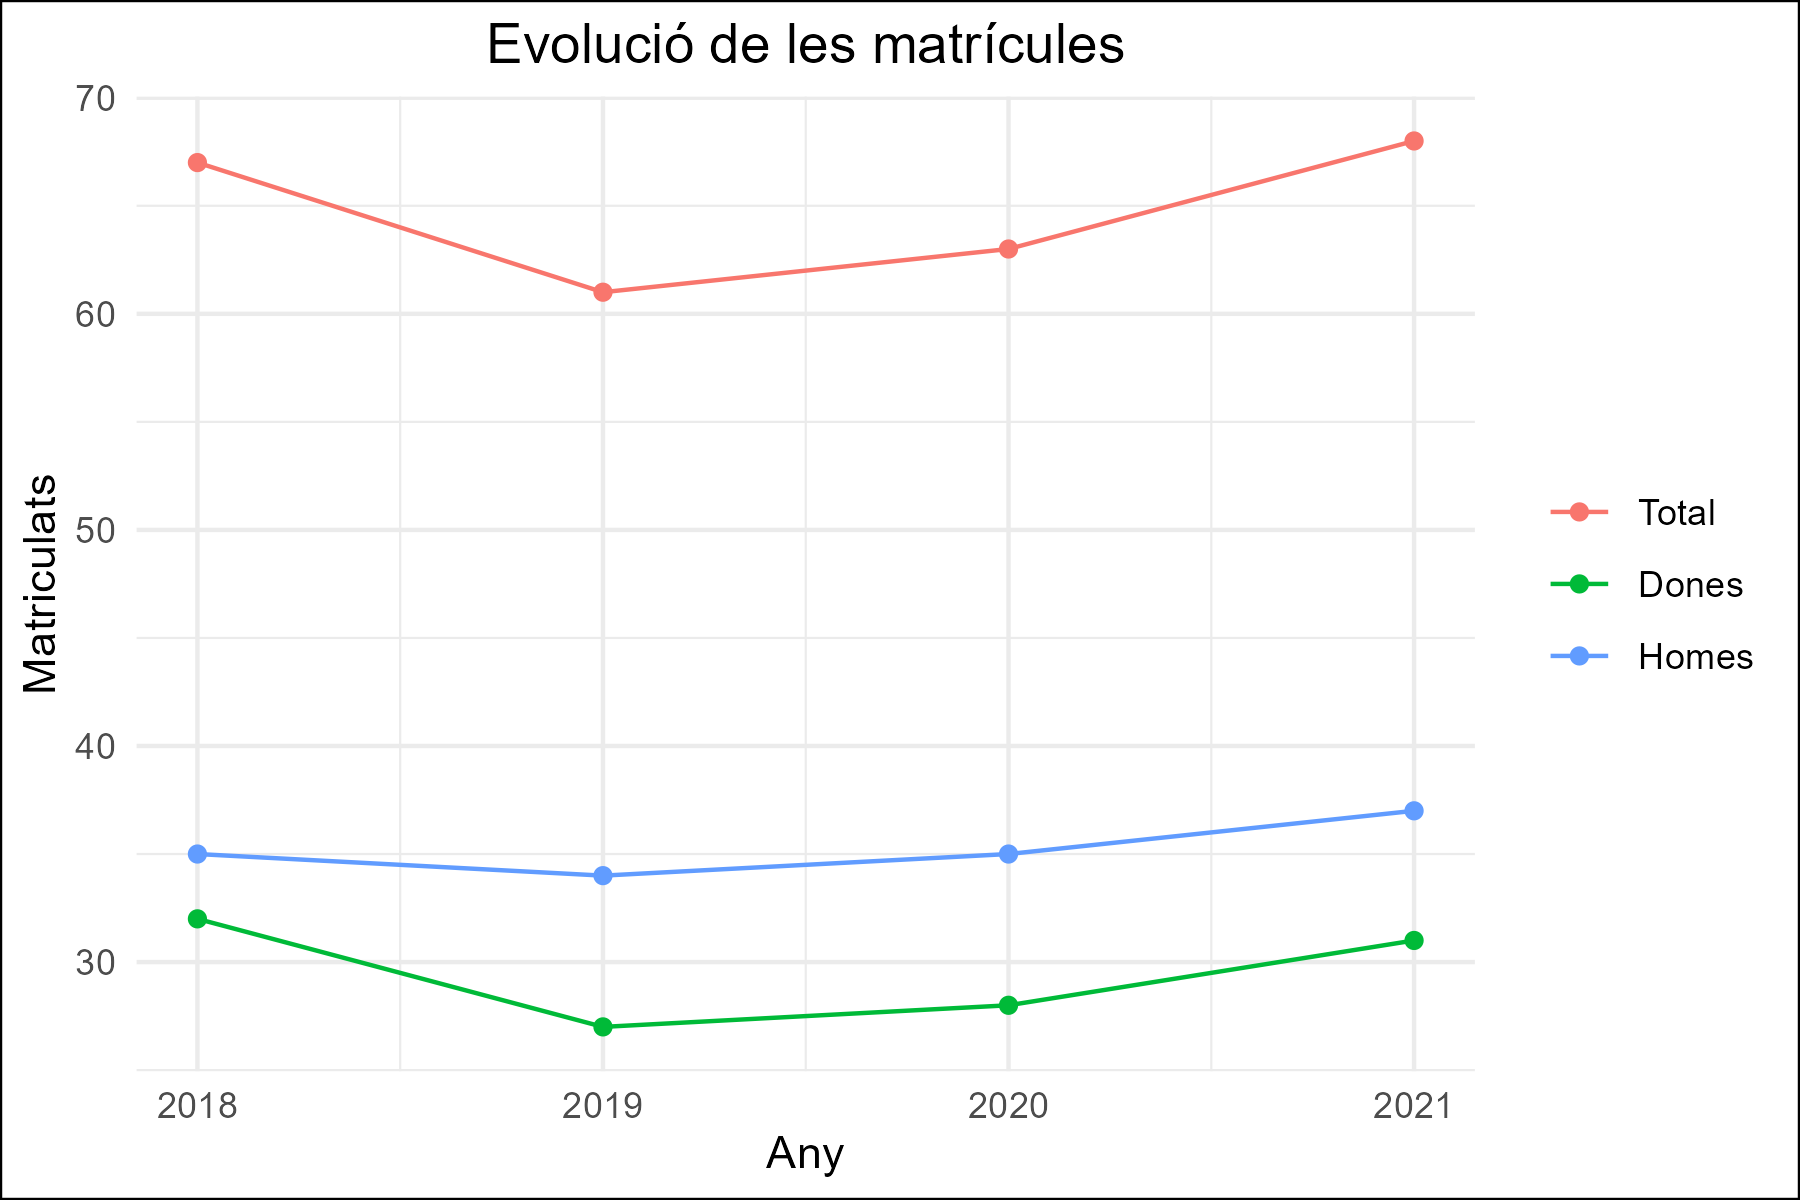 Evolució de les matrícules
70
60
50
40
30
Matriculats
2018 2019 2020 2021
Any
Total
Dones
Homes